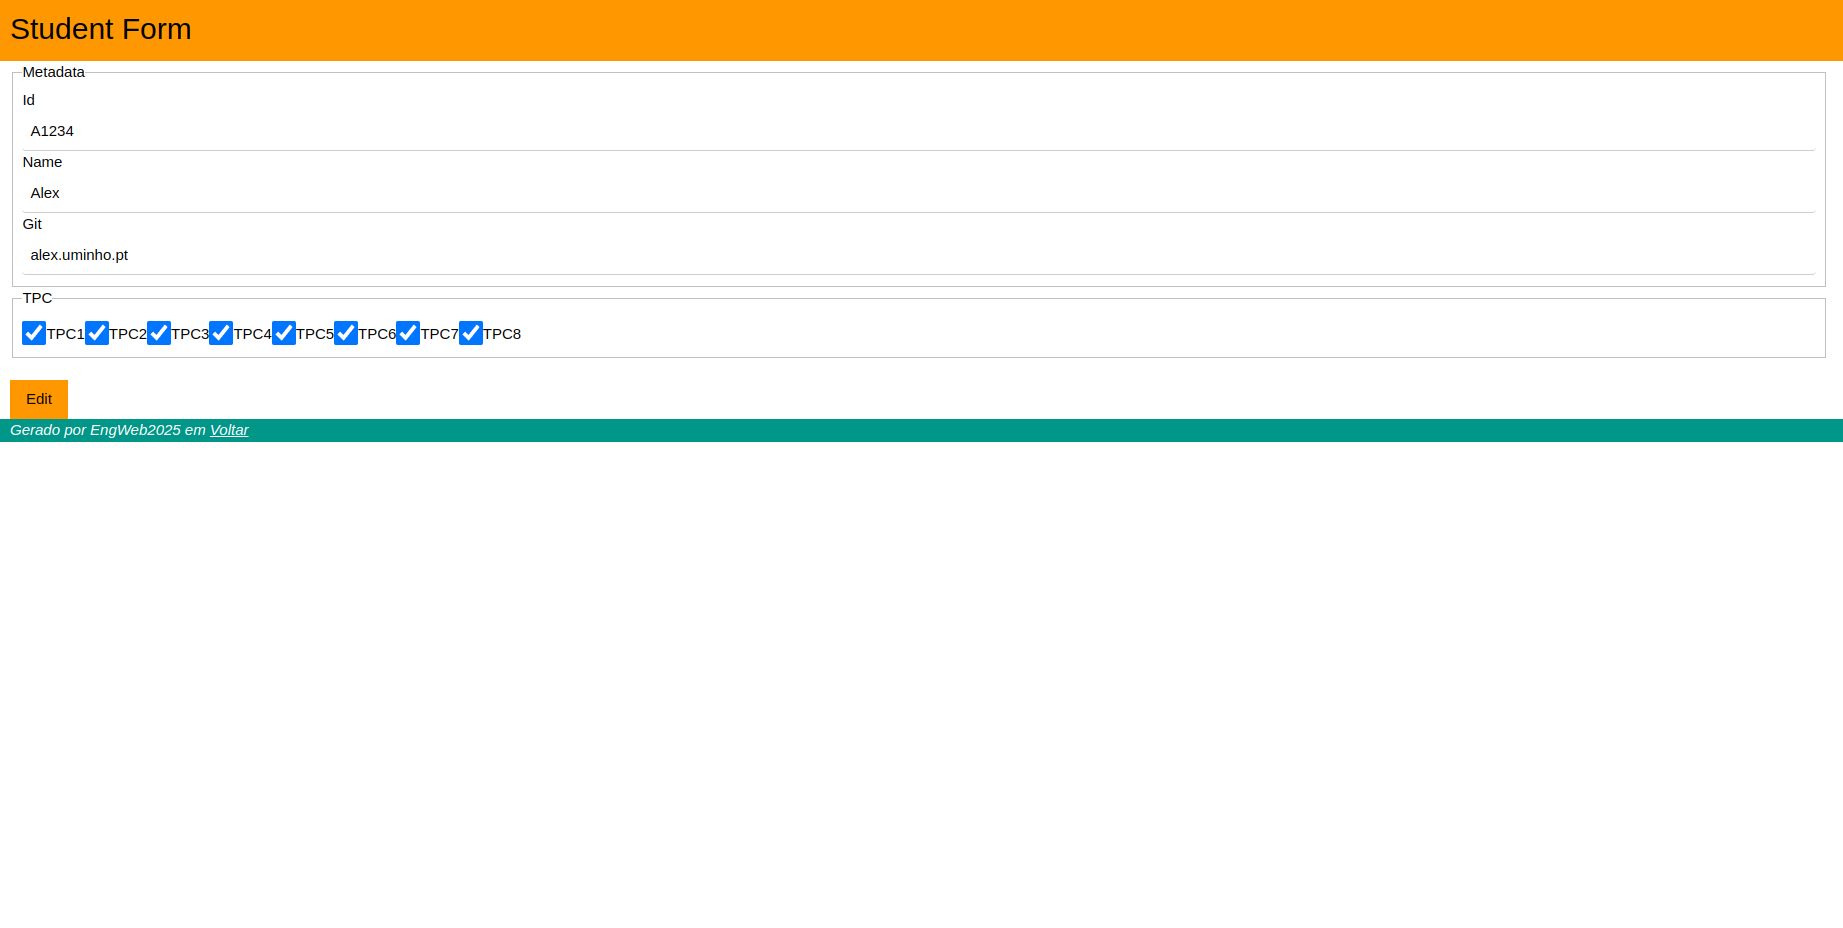 Student Form
Metadata
Id
A1234
Name
Alex
Git
alex.uminho.pt
TPC
TPC1 TPC2 TPC3 TPC4 TPC5 TPC6 TPC7 TPC8
Edit
Gerado por EngWeb2025 em Voltar